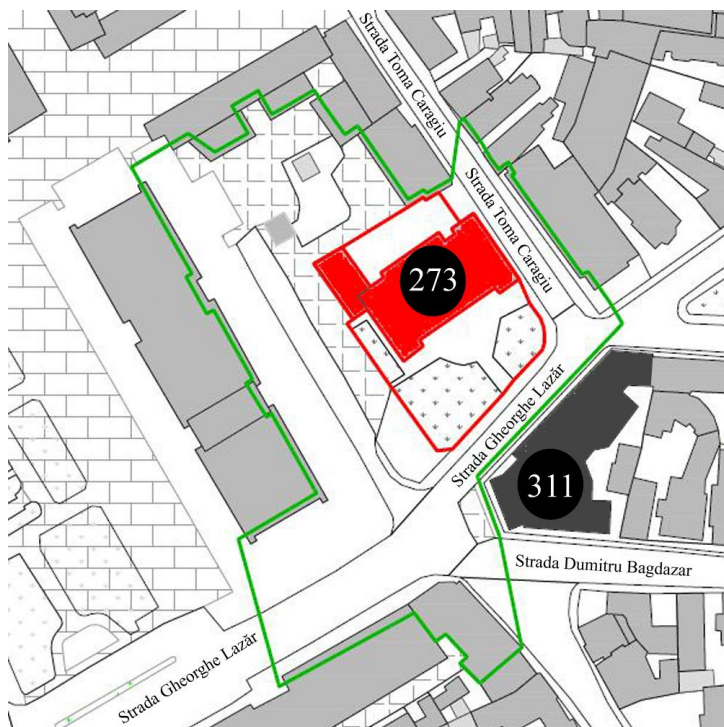 Strada Toma Caragiu
Strada Toma Caragiu
273
Strada Gheorghe Lazăr
311
Strada Dumitru Bagdazar
Strada Gheorghe Lazăr